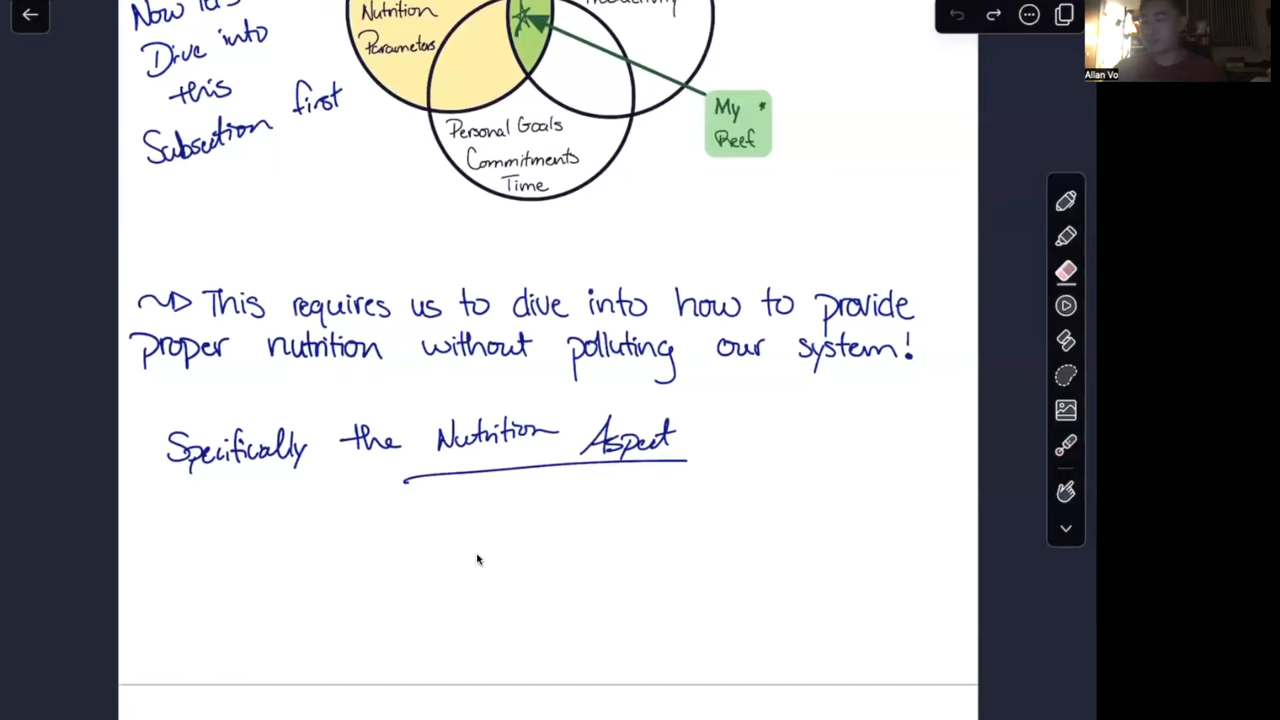 Now
Dive into
this
Subsection first
Nutrition
Parameters
Personal Goals
Commitments
Time
My *
Reef
Allan Vo
~> This requires us to dive into how to provide
proper nutrition without polluting our system!
Specifically the Nutrition Aspect